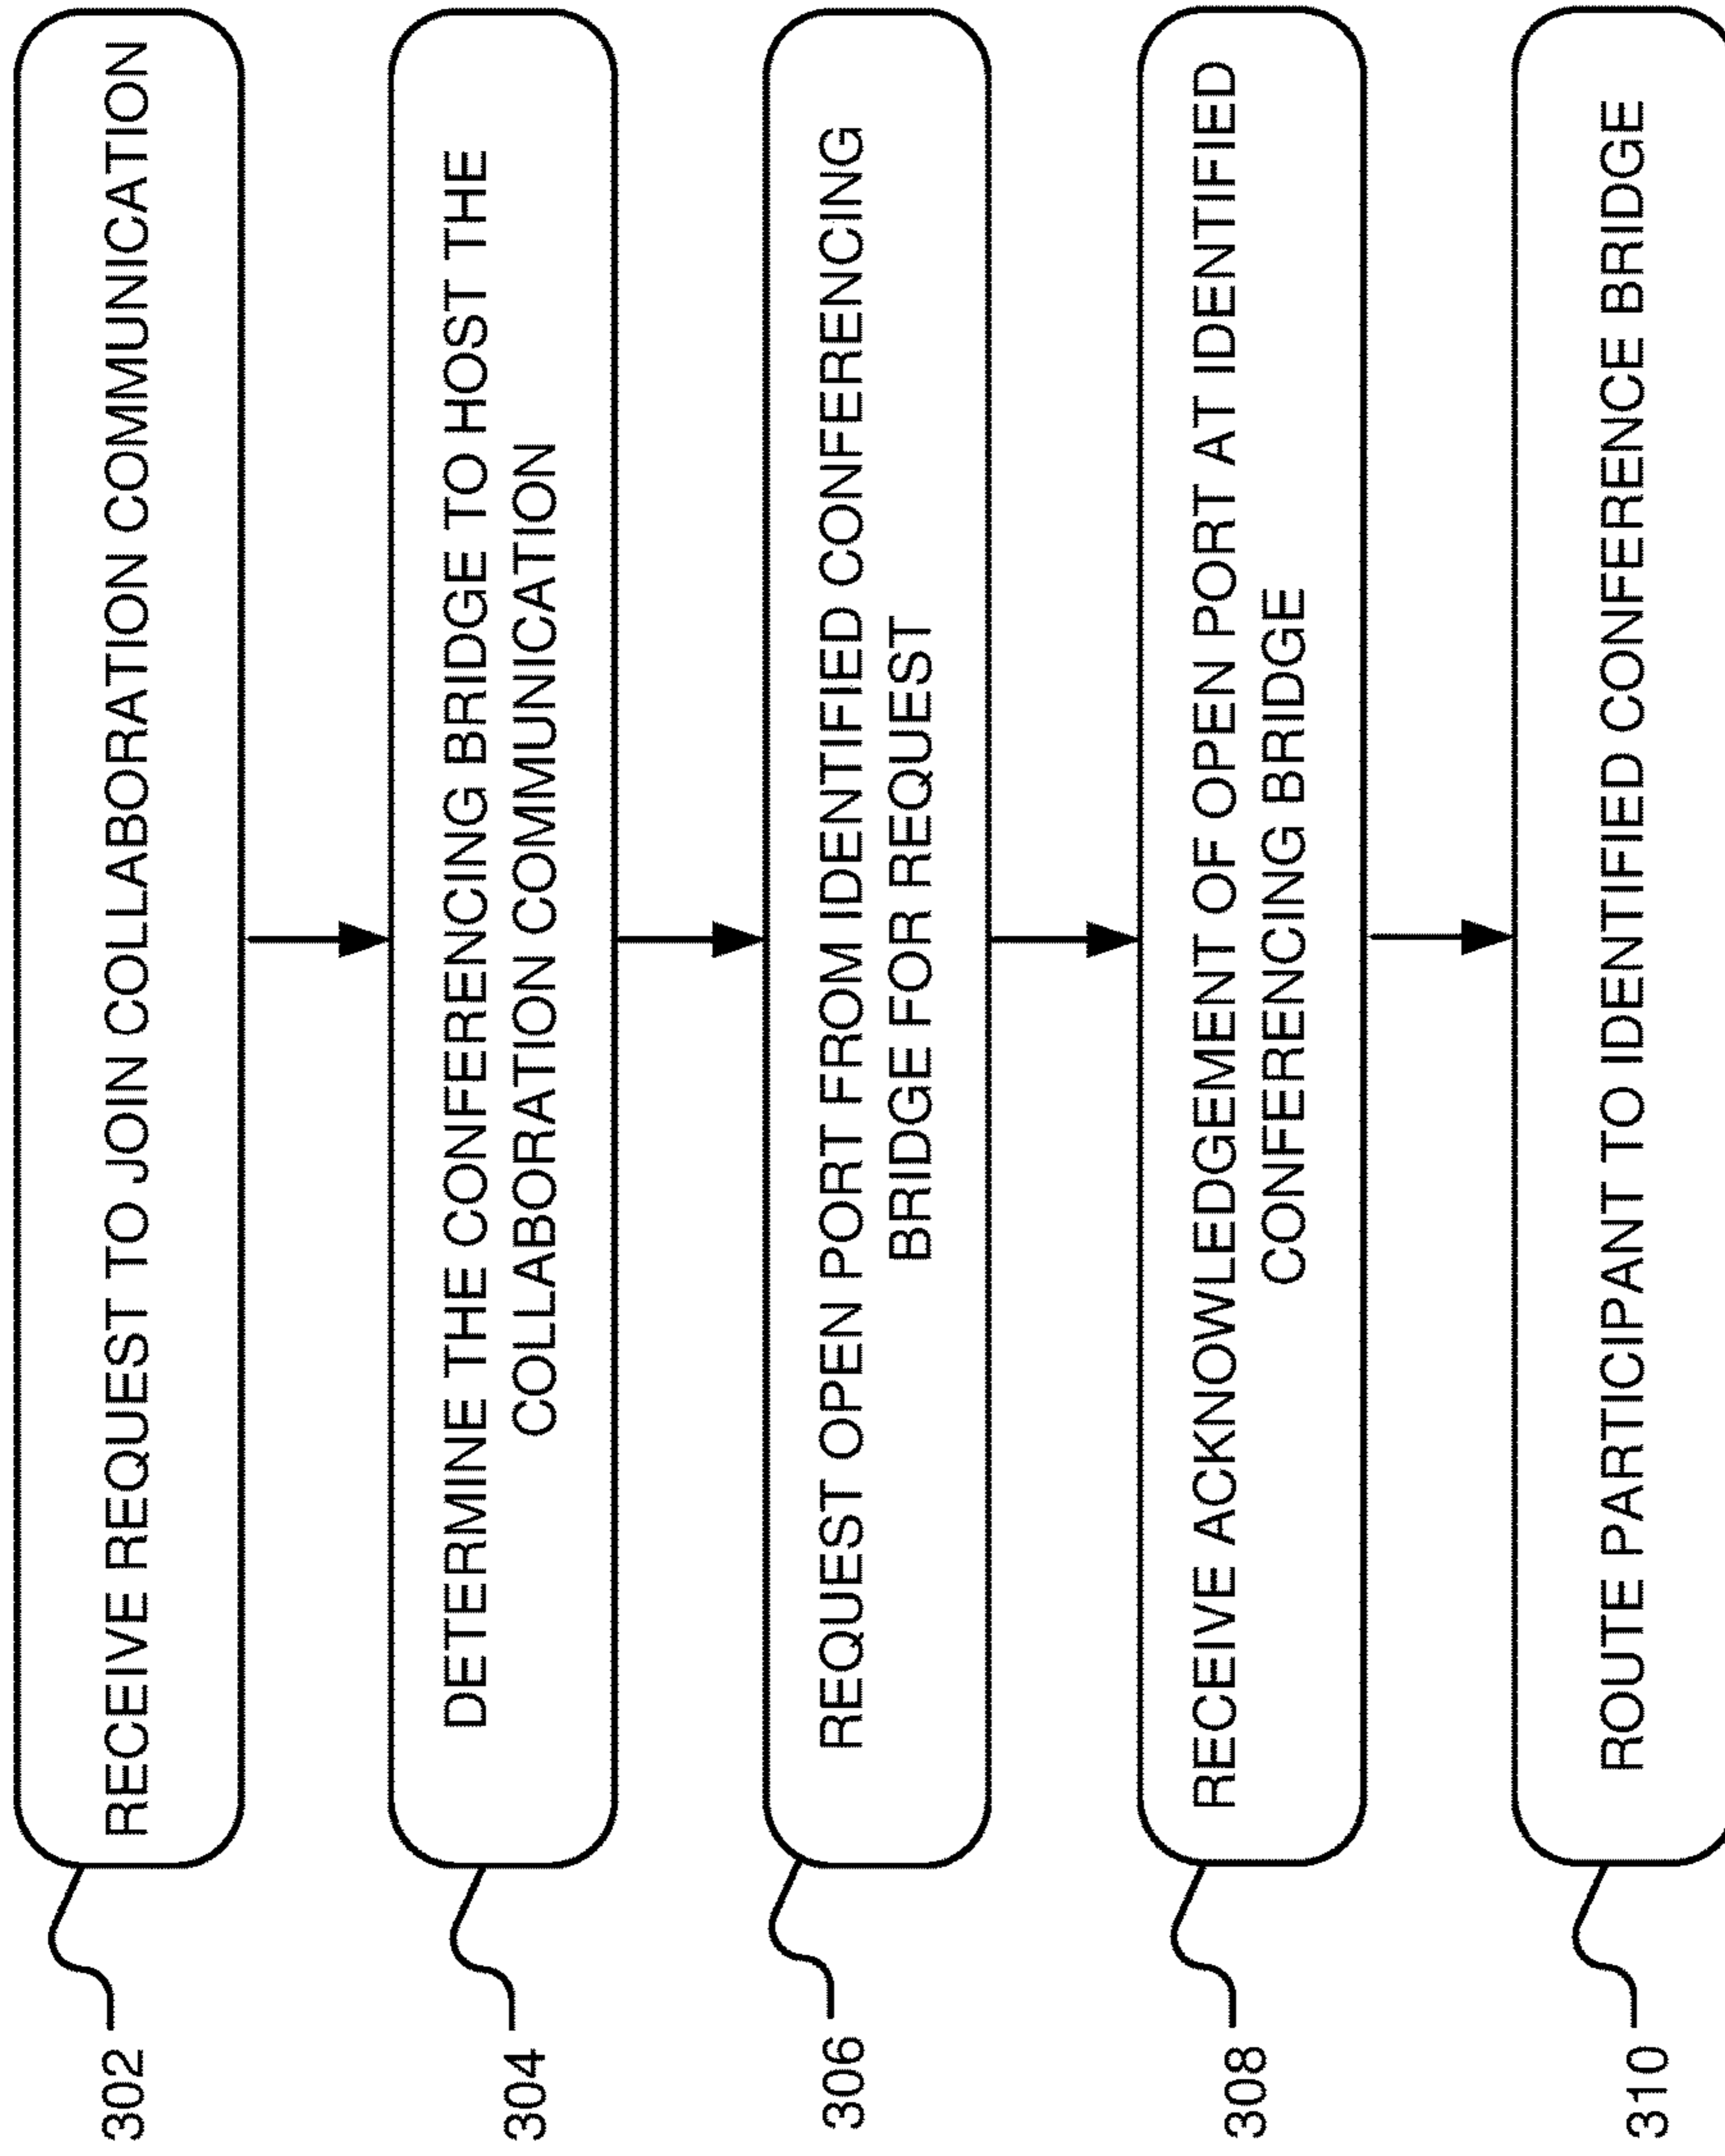 302
RECEIVE REQUEST TO JOIN COLLABORATION COMMUNICATION
304
DETERMINE THE CONFERENCING BRIDGE TO HOST THE
COLLABORATION COMMUNICATION
306
REQUEST OPEN PORT FROM IDENTIFIED CONFERENCING
BRIDGE FOR REQUEST
308
RECEIVE ACKNOWLEDGEMENT OF OPEN PORT AT IDENTIFIED
CONFERENCING BRIDGE
310
ROUTE PARTICIPANT TO IDENTIFIED CONFERENCE BRIDGE